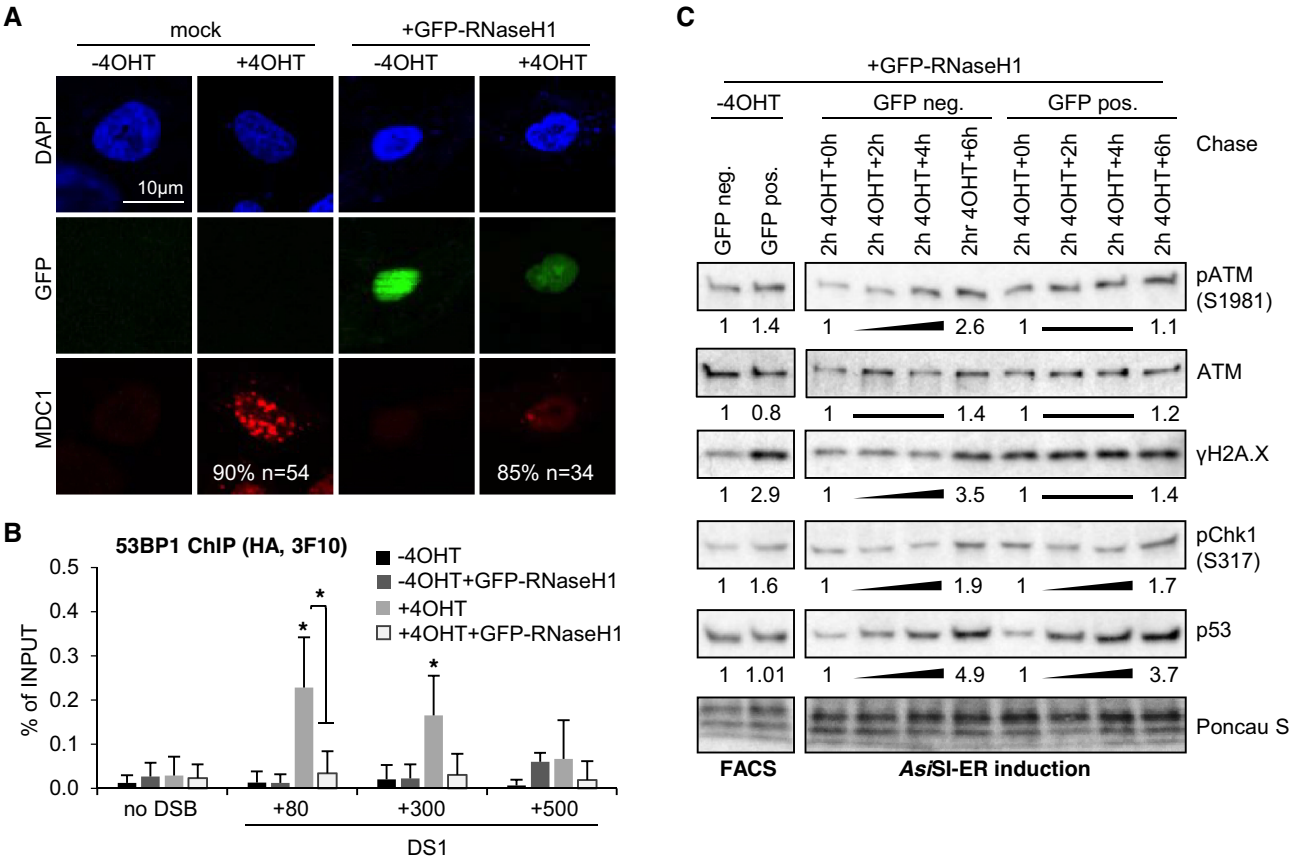 A
mock
+GFP-RNaseH1
-4OHT
+4OHT
-4OHT
+4OHT
DAPI
10µm
GFP
MDC1
90% n=54
85% n=34
B
53BP1 ChIP (HA, 3F10)
-4OHT
-4OHT+GFP-RNaseH1
+4OHT
+4OHT+GFP-RNaseH1
% of INPUT
0.5
0.4
0.3
0.2
0.1
0.0
*
*
*
no DSB
+80
+300
+500
DS1
C
+GFP-RNaseH1
-4OHT
GFP neg.
GFP pos.
GFP neg.
GFP pos.
2h 4OHT+0h
2h 4OHT+2h
2h 4OHT+4h
2hr 4OHT+6h
2h 4OHT+0h
2h 4OHT+2h
2h 4OHT+4h
2h 4OHT+6h
Chase
pATM
(S1981)
1 1.4 1 2.6 1 1.1
ATM
1 0.8 1 1.4 1 1.2
γH2A.X
1 2.9 1 3.5 1 1.4
pChk1
(S317)
1 1.6 1 1.9 1 1.7
p53
1 1.01 1 4.9 1 3.7
Poncau S
FACS
AsiSI-ER induction